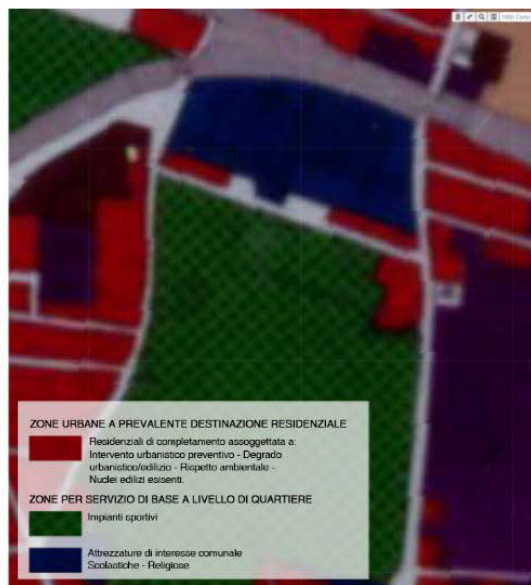 ZONE URBANE A PREVALENTE DESTINAZIONE RESIDENZIALE
Residenziali di completamento assoggettata a:
Intervento urbanistico preventivo - Degrado
urbanistico/edilizio - Rispetto ambientale -
Nuclei edilizi esisenti.
ZONE PER SERVIZIO DI BASE A LIVELLO DI QUARTIERE
Impianti sportivi
Attrezzature di interesse comunale
Scolastiche - Religiose